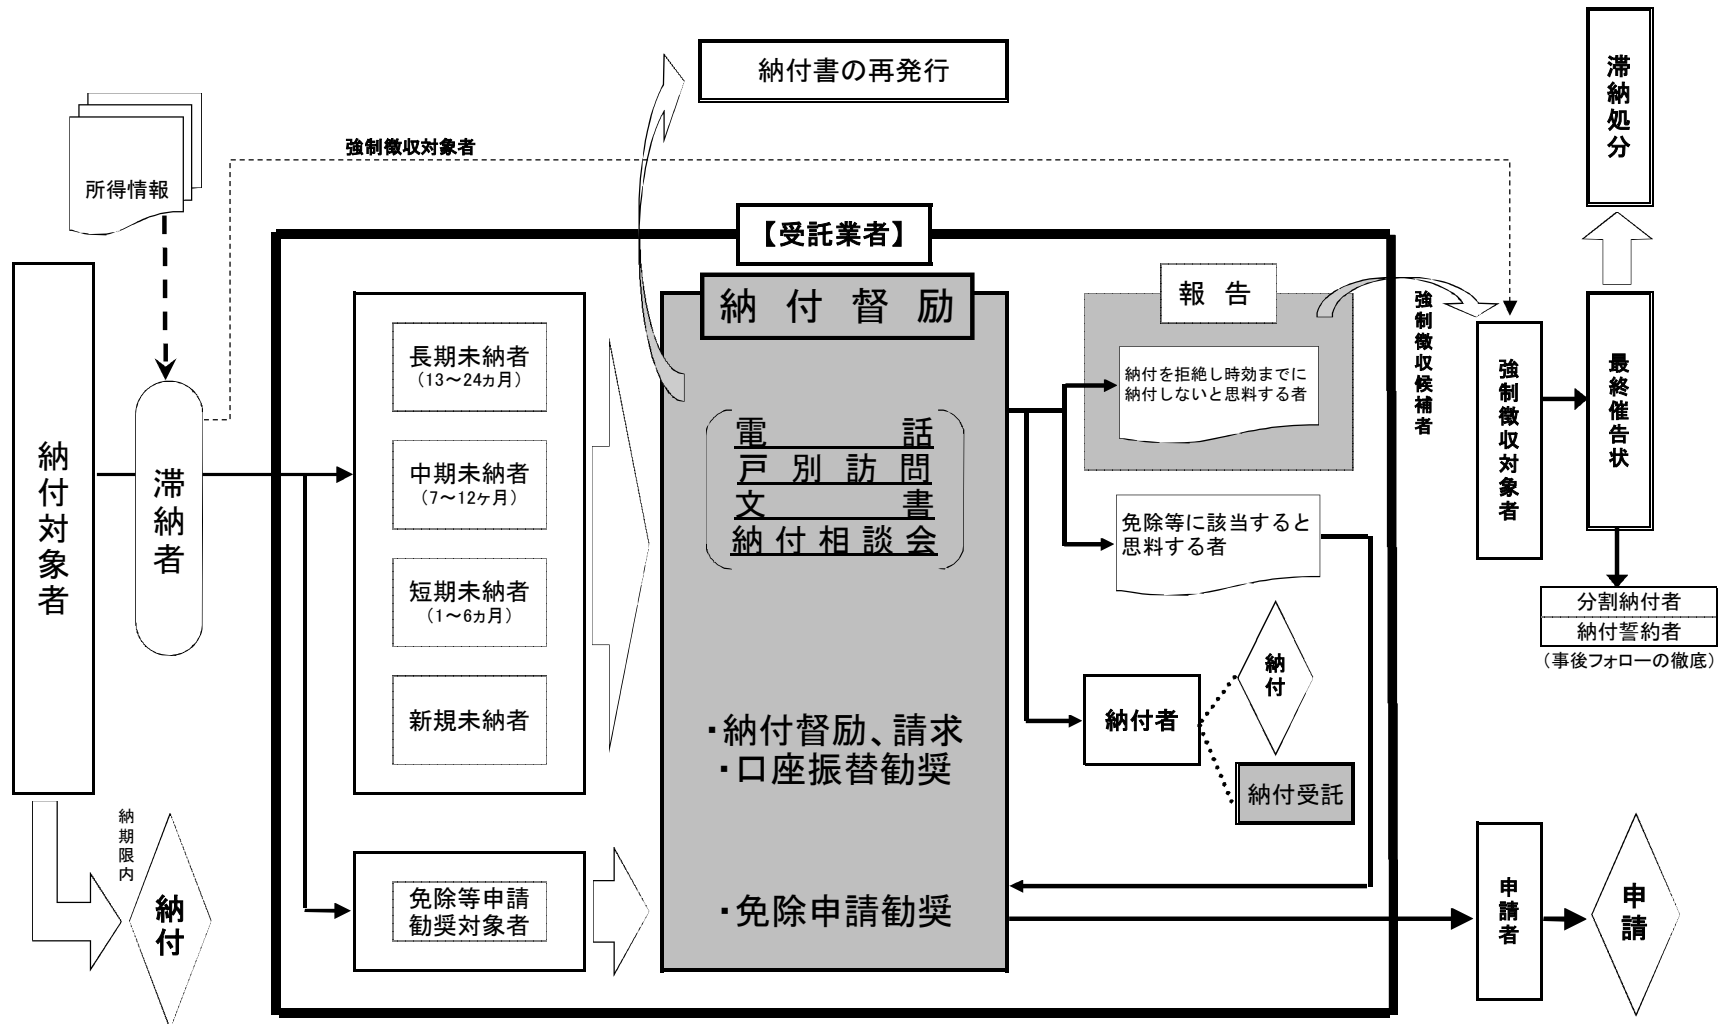 納付書の再発行
滞納処分
強制徴収対象者
所得情報
【受託業者】
納付督励
報告
強制徴収候補者
長期未納者
（13～24ヵ月）
納付を拒絶し時効までに
納付しないと思料する者
強制徴収対象者
最終催告状
納付対象者
滞納者
電話
戸別訪問
文書
納付相談会
中期未納者
（7～12ヶ月）
免除等に該当すると
思料する者
短期未納者
（1～6ヵ月）
分割納付者
納付誓約者
（事後フォローの徹底）
新規未納者
・納付督励、請求
・口座振替勧奨
納付者
納付
納付受託
納期限内
納付
免除等申請
勧奨対象者
・免除申請勧奨
申請者
申請